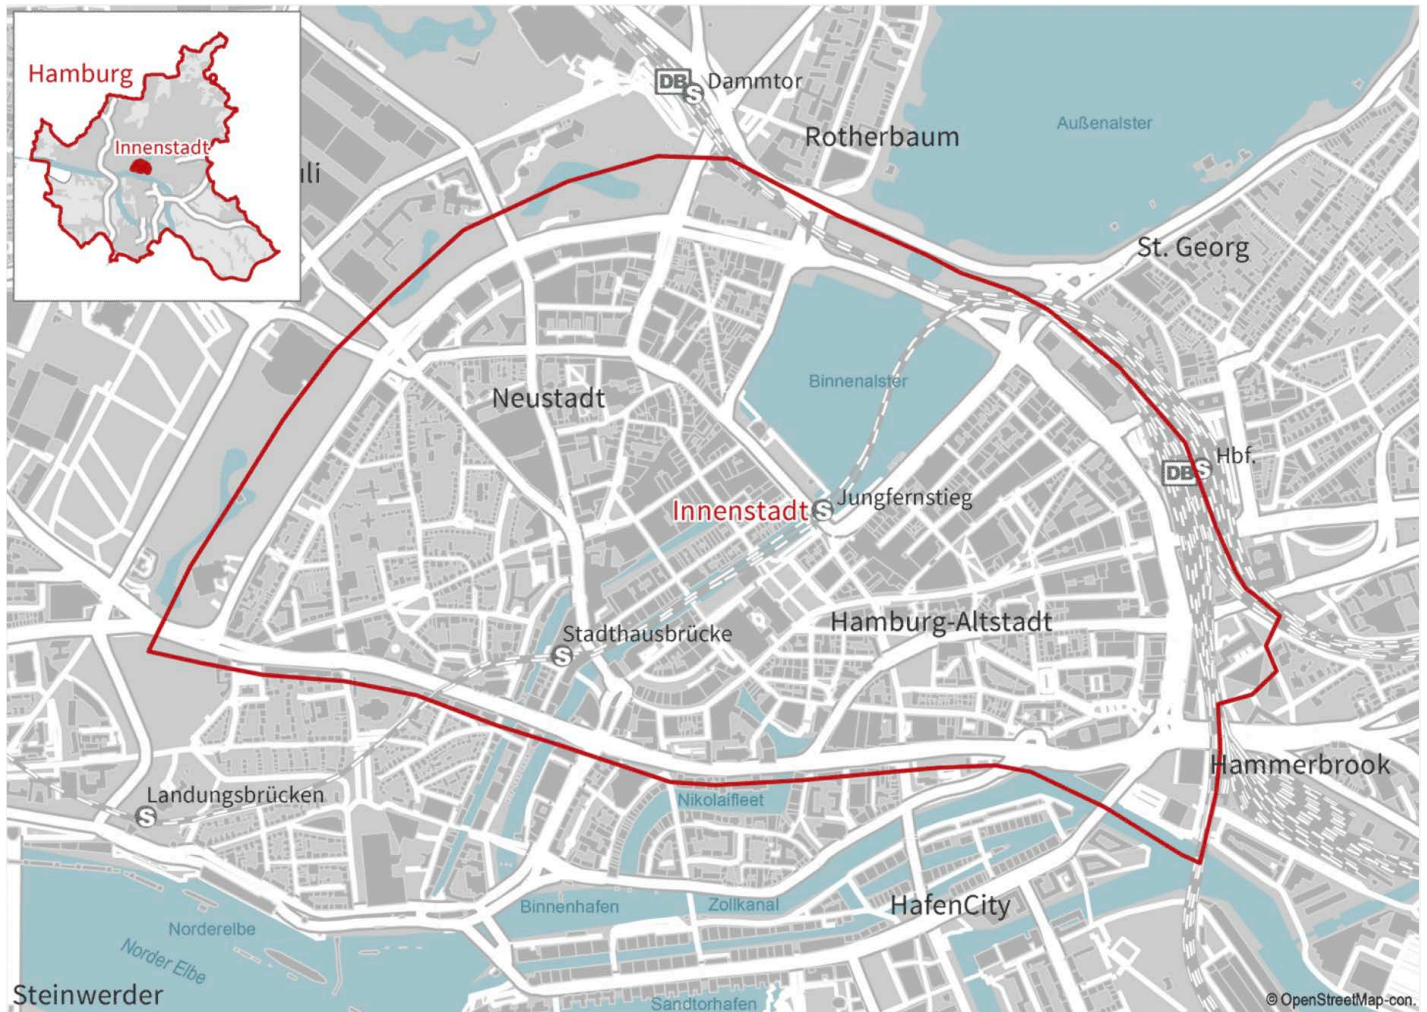 Hamburg
Innenstadt
DB S Dammtor
Rotherbaum
Außenalster
St. Georg
Binnenalster
Neustadt
Hbf.
DB S
Innenstadt S Jungfernstieg
Hamburg-Altstadt
Stadthausbrücke
S
Hammerbrook
Landungsbrücken
S
Nikolaifleet
Binnenhafen
Zollkanal
HafenCity
Norderelbe
Norder Elbe
Steinwerder
Sandtorhafen
© OpenStreetMap-con.